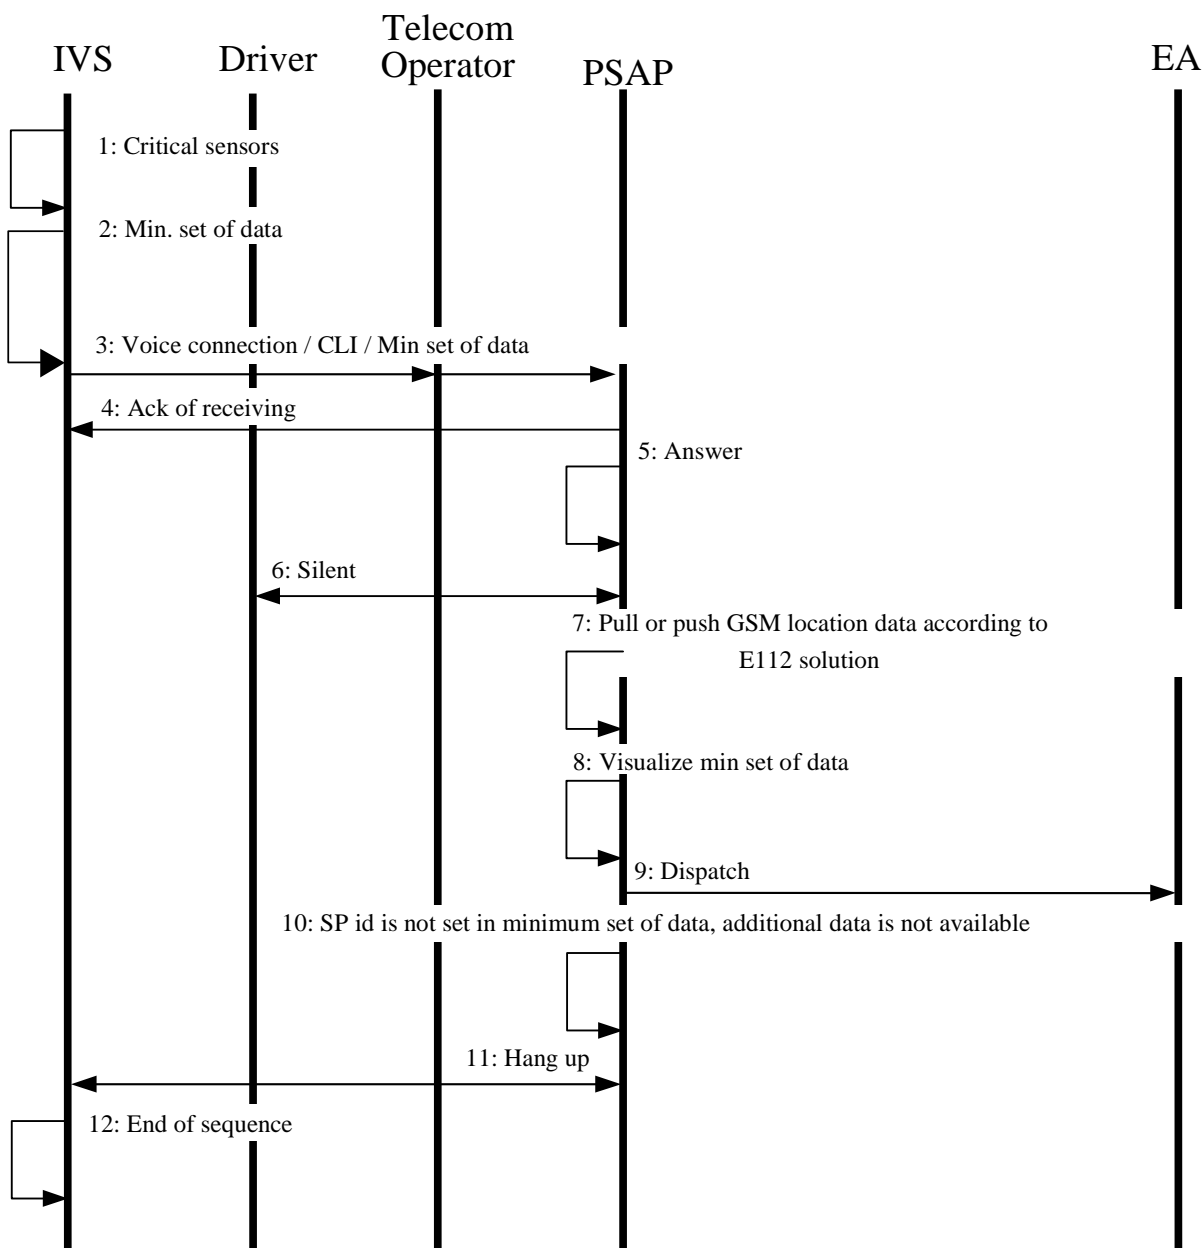 IVS
Driver
Telecom
Operator
PSAP
EA
1: Critical sensors
2: Min. set of data
3: Voice connection / CLI / Min set of data
4: Ack of receiving
5: Answer
6: Silent
7: Pull or push GSM location data according to
E112 solution
8: Visualize min set of data
9: Dispatch
10: SP id is not set in minimum set of data, additional data is not available
11: Hang up
12: End of sequence